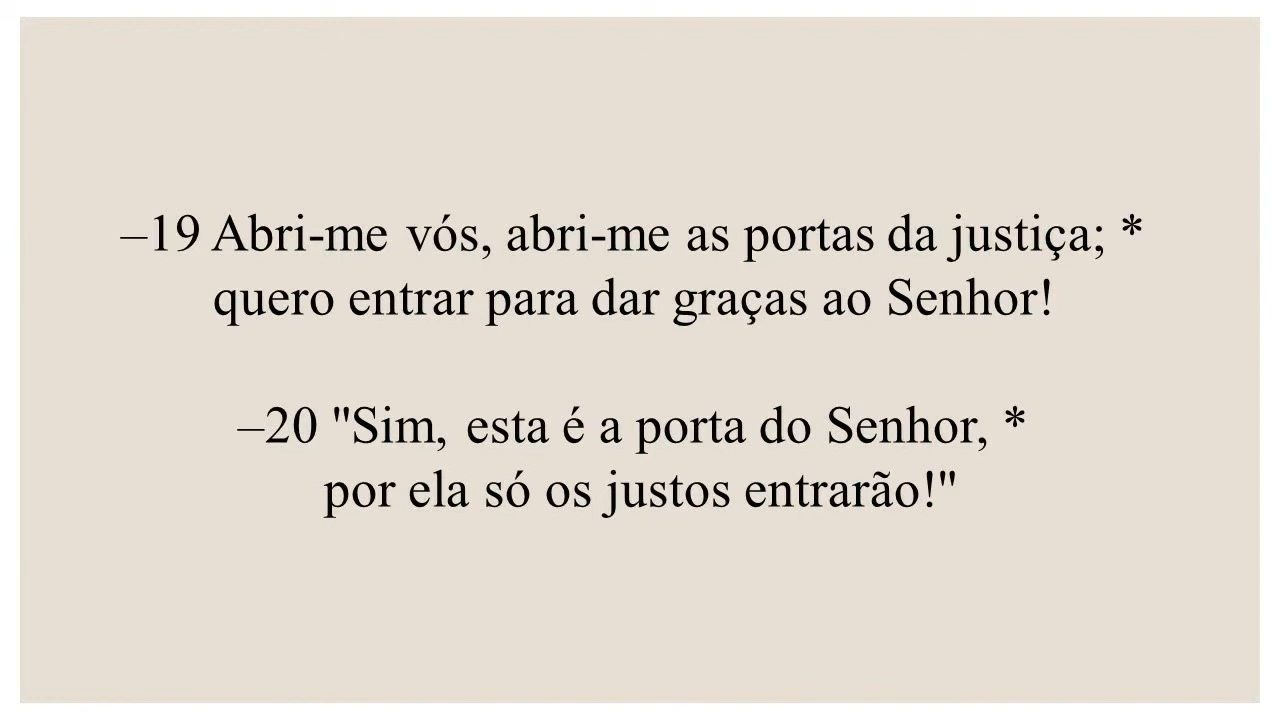 –19 Abri-me vós, abri-me as portas da justiça; *
quero entrar para dar graças ao Senhor!
–20 "Sim, esta é a porta do Senhor, *
por ela só os justos entrarão!"